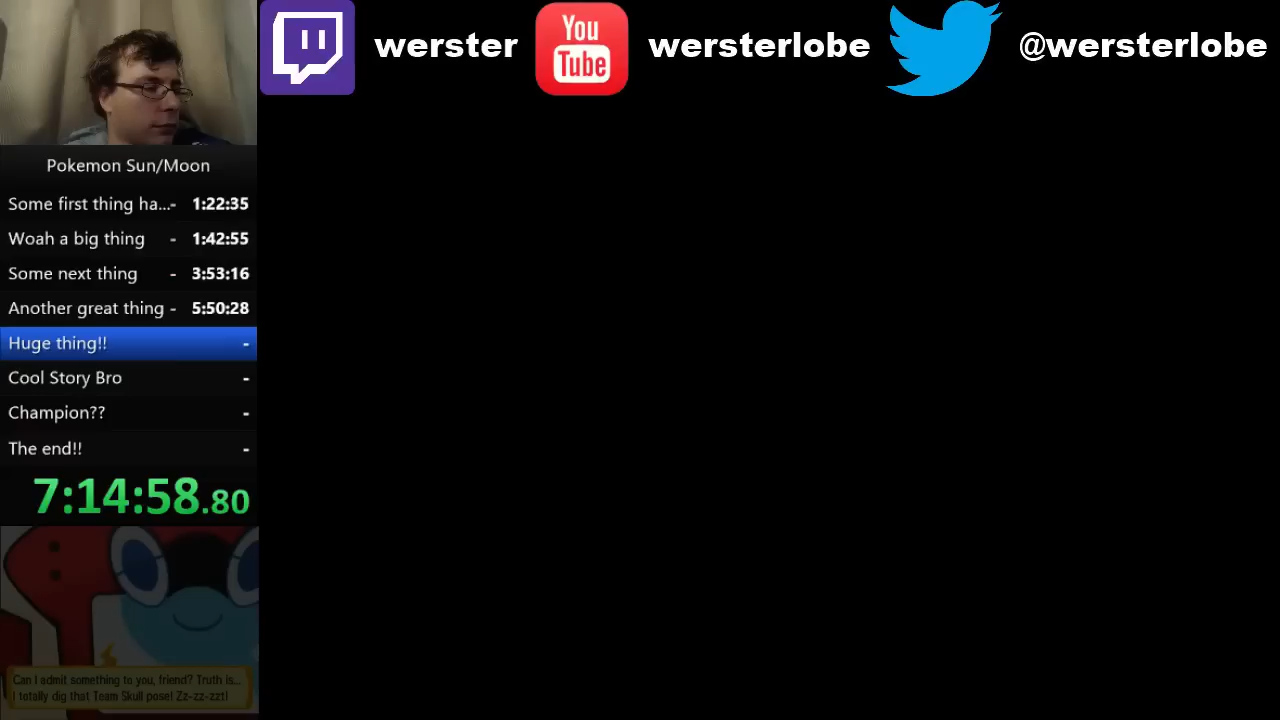 werster
You
Tube
wersterlobe
@wersterlobe
Pokemon Sun/Moon
Some first thing ha...- 1:22:35
Woah a big thing - 1:42:55
Some next thing - 3:53:16
Another great thing - 5:50:28
Huge thing!! -
Cool Story Bro -
Champion?? -
The end!! -
7:14:58.80
Can I admit something to you, friend? Truth is...
I totally dig that Team Skull pose! Zz-zz-zzt!